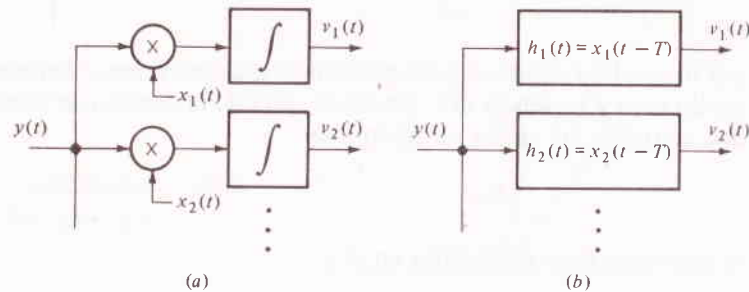 v₁(t)
X
∫
x₁(t)
y(t)
v₂(t)
X
∫
x₂(t)
(a)
v₁(t)
h₁(t) = x₁(t − T)
y(t)
v₂(t)
h₂(t) = x₂(t − T)
(b)